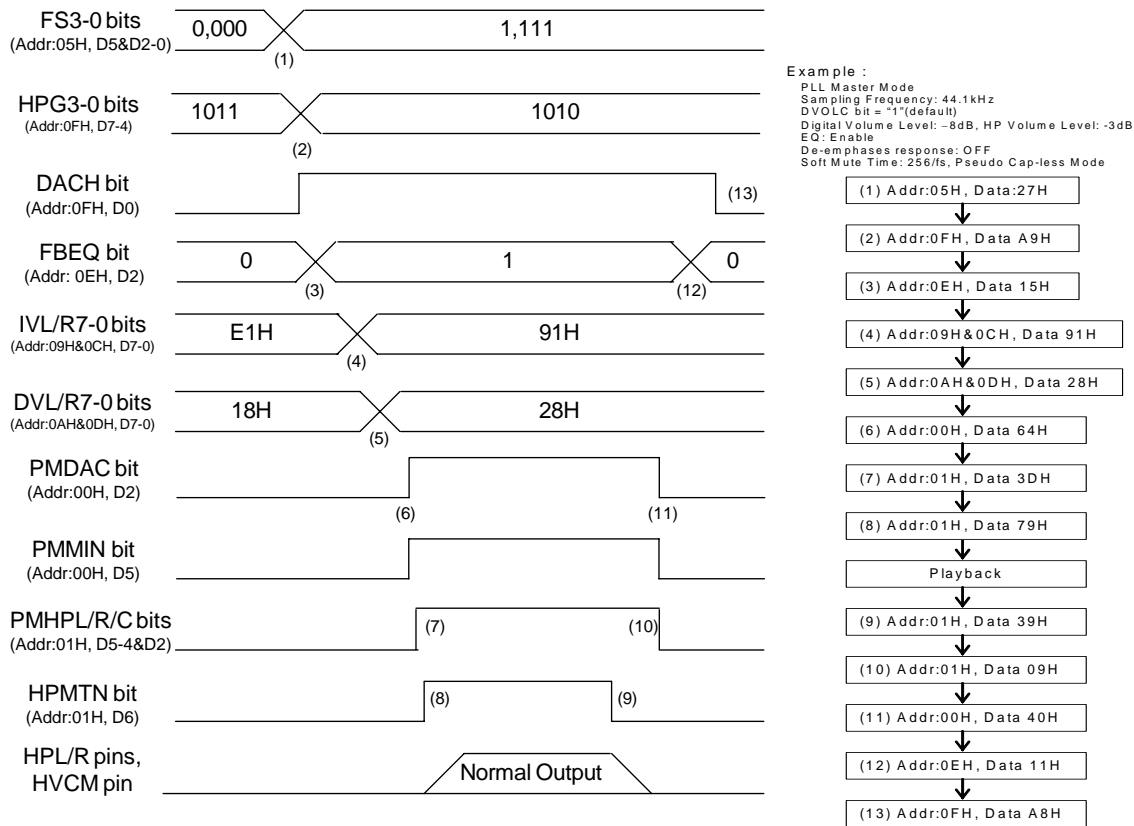 FS3-0 bits
(Addr:05H, D5&D2-0)
0,000
1,111
(1)
HPG3-0 bits
(Addr:0FH, D7-4)
1011
1010
(2)
DACH bit
(Addr:0FH, D0)
(13)
FBEQ bit
(Addr: 0EH, D2)
0
1
0
(3)
(12)
IVL/R7-0 bits
(Addr:09H&0CH, D7-0)
E1H
91H
(4)
DVL/R7-0 bits
(Addr:0AH&0DH, D7-0)
18H
28H
(5)
PMDAC bit
(Addr:00H, D2)
(6)
(11)
PMMIN bit
(Addr:00H, D5)
PMHPL/R/C bits
(Addr:01H, D5-4&D2)
(7)
(10)
HPMTN bit
(Addr:01H, D6)
(8)
(9)
HPL/R pins,
HVCM pin
Normal Output
Example :
PLL Master Mode
Sampling Frequency: 44.1kHz
DVOLC bit = “1”(default)
Digital Volume Level: −8dB, HP Volume Level: -3dB
EQ: Enable
De-emphases response: OFF
Soft Mute Time: 256/fs, Pseudo Cap-less Mode
(1) Addr:05H, Data:27H
(2) Addr:0FH, Data A9H
(3) Addr:0EH, Data 15H
(4) Addr:09H&0CH, Data 91H
(5) Addr:0AH&0DH, Data 28H
(6) Addr:00H, Data 64H
(7) Addr:01H, Data 3DH
(8) Addr:01H, Data 79H
Playback
(9) Addr:01H, Data 39H
(10) Addr:01H, Data 09H
(11) Addr:00H, Data 40H
(12) Addr:0EH, Data 11H
(13) Addr:0FH, Data A8H